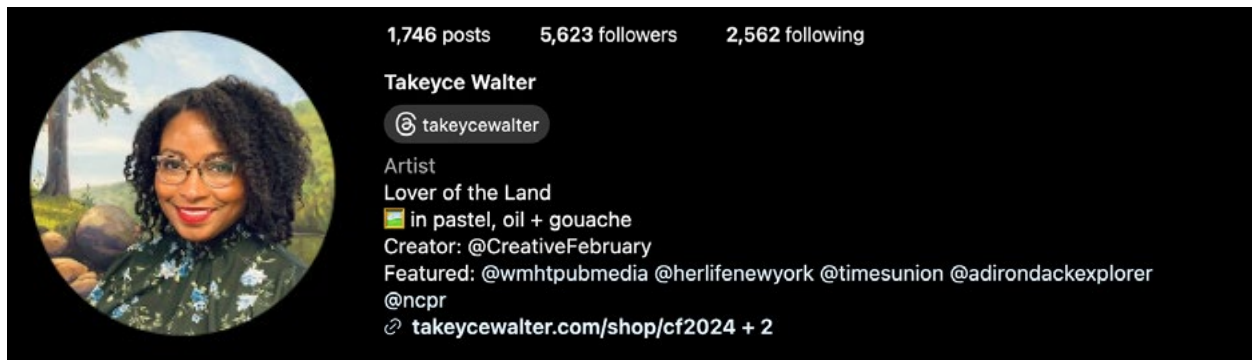 1,746 posts 5,623 followers 2,562 following
Takeyce Walter
takeycewalter
Artist
Lover of the Land
🖼️ in pastel, oil + gouache
Creator: @CreativeFebruary
Featured: @wmhtpubmedia @herlifenewyork @timesunion @adirondackexplorer
@ncpr
takeycewalter.com/shop/cf2024 + 2